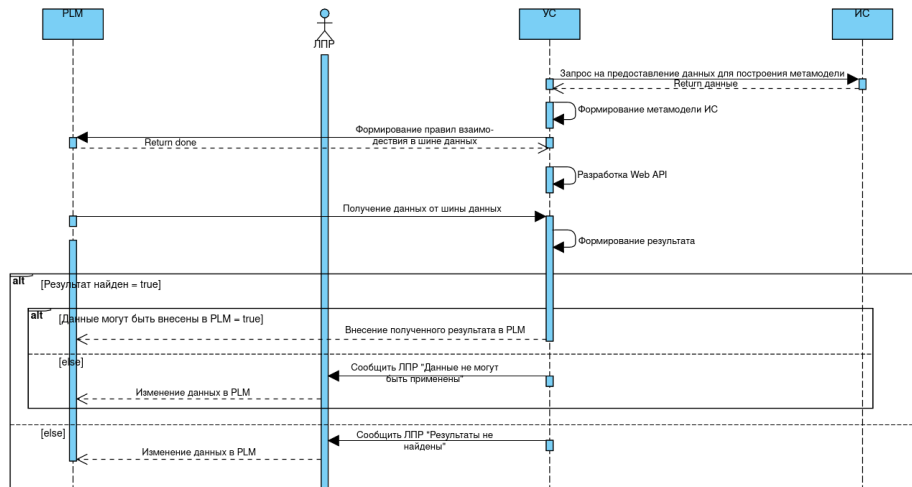 PLM
ЛПР
УС
ИС
Запрос на предоставление данных для построения метамодели
Return данные
Формирование метамодели ИС
Формирование правил взаимо-
действия в шине данных
Return done
Разработка Web API
Получение данных от шины данных
Формирование результата
alt
[Результат найден = true]
alt
[Данные могут быть внесены в PLM = true]
Внесение полученного результата в PLM
[else]
Сообщить ЛПР "Данные не могут
быть применены"
Изменение данных в PLM
[else]
Сообщить ЛПР "Результаты не
найдены"
Изменение данных в PLM